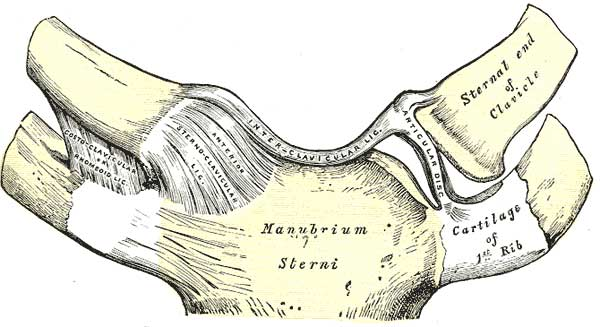 COSTO-CLAVICULAR
OR
RHOMBOID LIG.
ANTERIOR
STERNO-CLAVICULAR
LIG.
INTER-CLAVICULAR LIG.
ARTICULAR DISC
Sternal end
of
Clavicle
Manubrium
Sterni
Cartilage
of
1st Rib